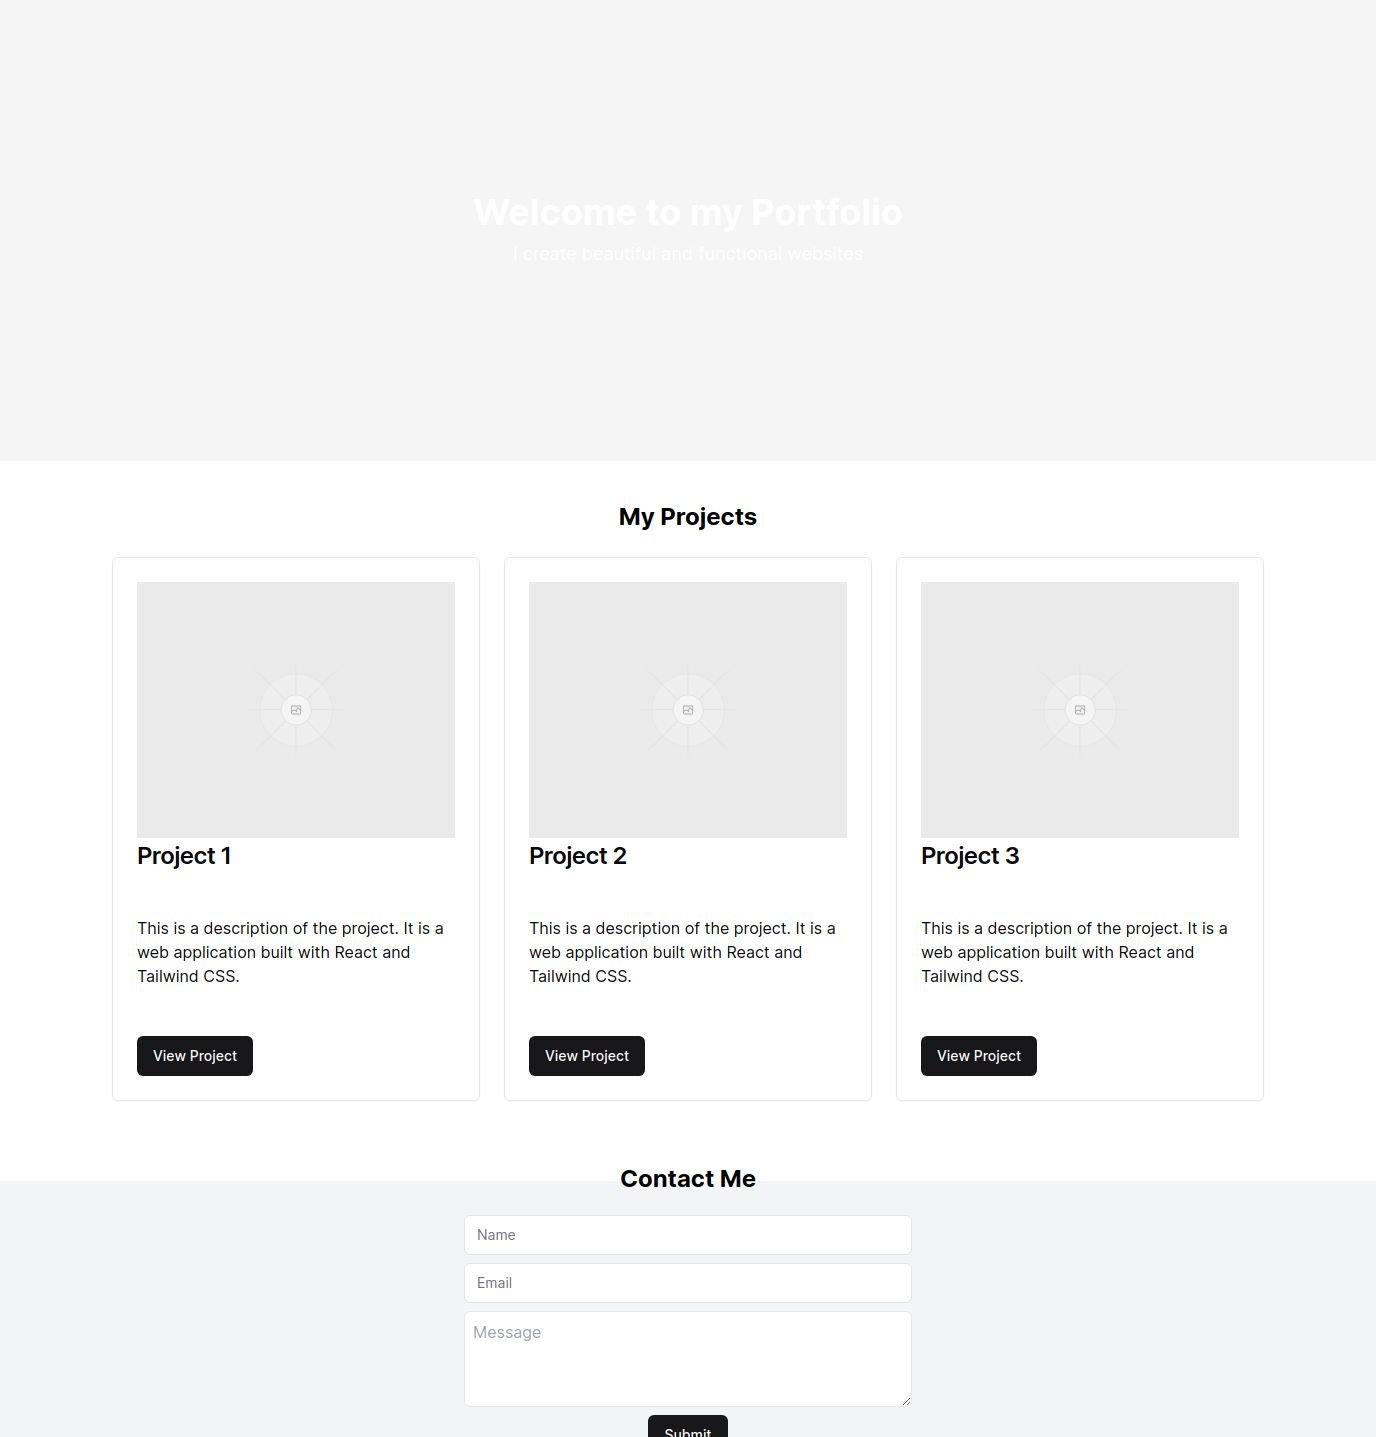 Welcome to my Portfolio
I create beautiful and functional websites
My Projects
Project 1
This is a description of the project. It is a
web application built with React and
Tailwind CSS.
View Project
Project 2
This is a description of the project. It is a
web application built with React and
Tailwind CSS.
View Project
Project 3
This is a description of the project. It is a
web application built with React and
Tailwind CSS.
View Project
Contact Me
Name
Email
Message
Submit